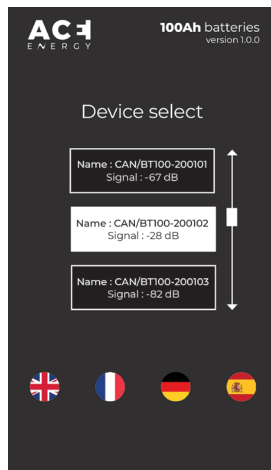 ACE
ENERGY
100Ah batteries
version 1.0.0
Device select
Name : CAN/BT100-200101
Signal : -67 dB
Name : CAN/BT100-200102
Signal : -28 dB
Name : CAN/BT100-200103
Signal : -82 dB